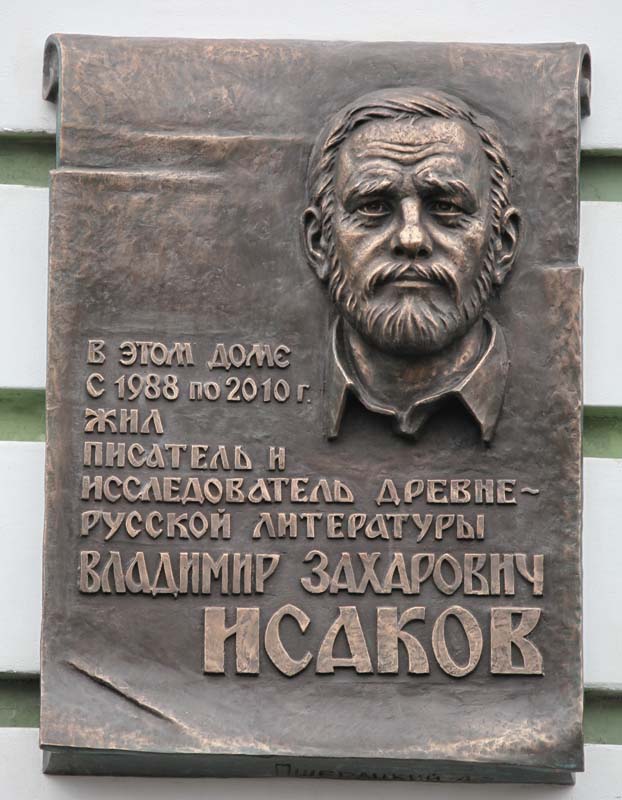 В ЭТОМ ДОМЕ
С 1988 ПО 2010 Г.
ЖИЛ
ПИСАТЕЛЬ И
ИССЛЕДОВАТЕЛЬ ДРЕВНЕ~
РУССКОЙ ЛИТЕРАТУРЫ
ВЛАДИМИР ЗАХАРОВИЧ
ИСАКОВ